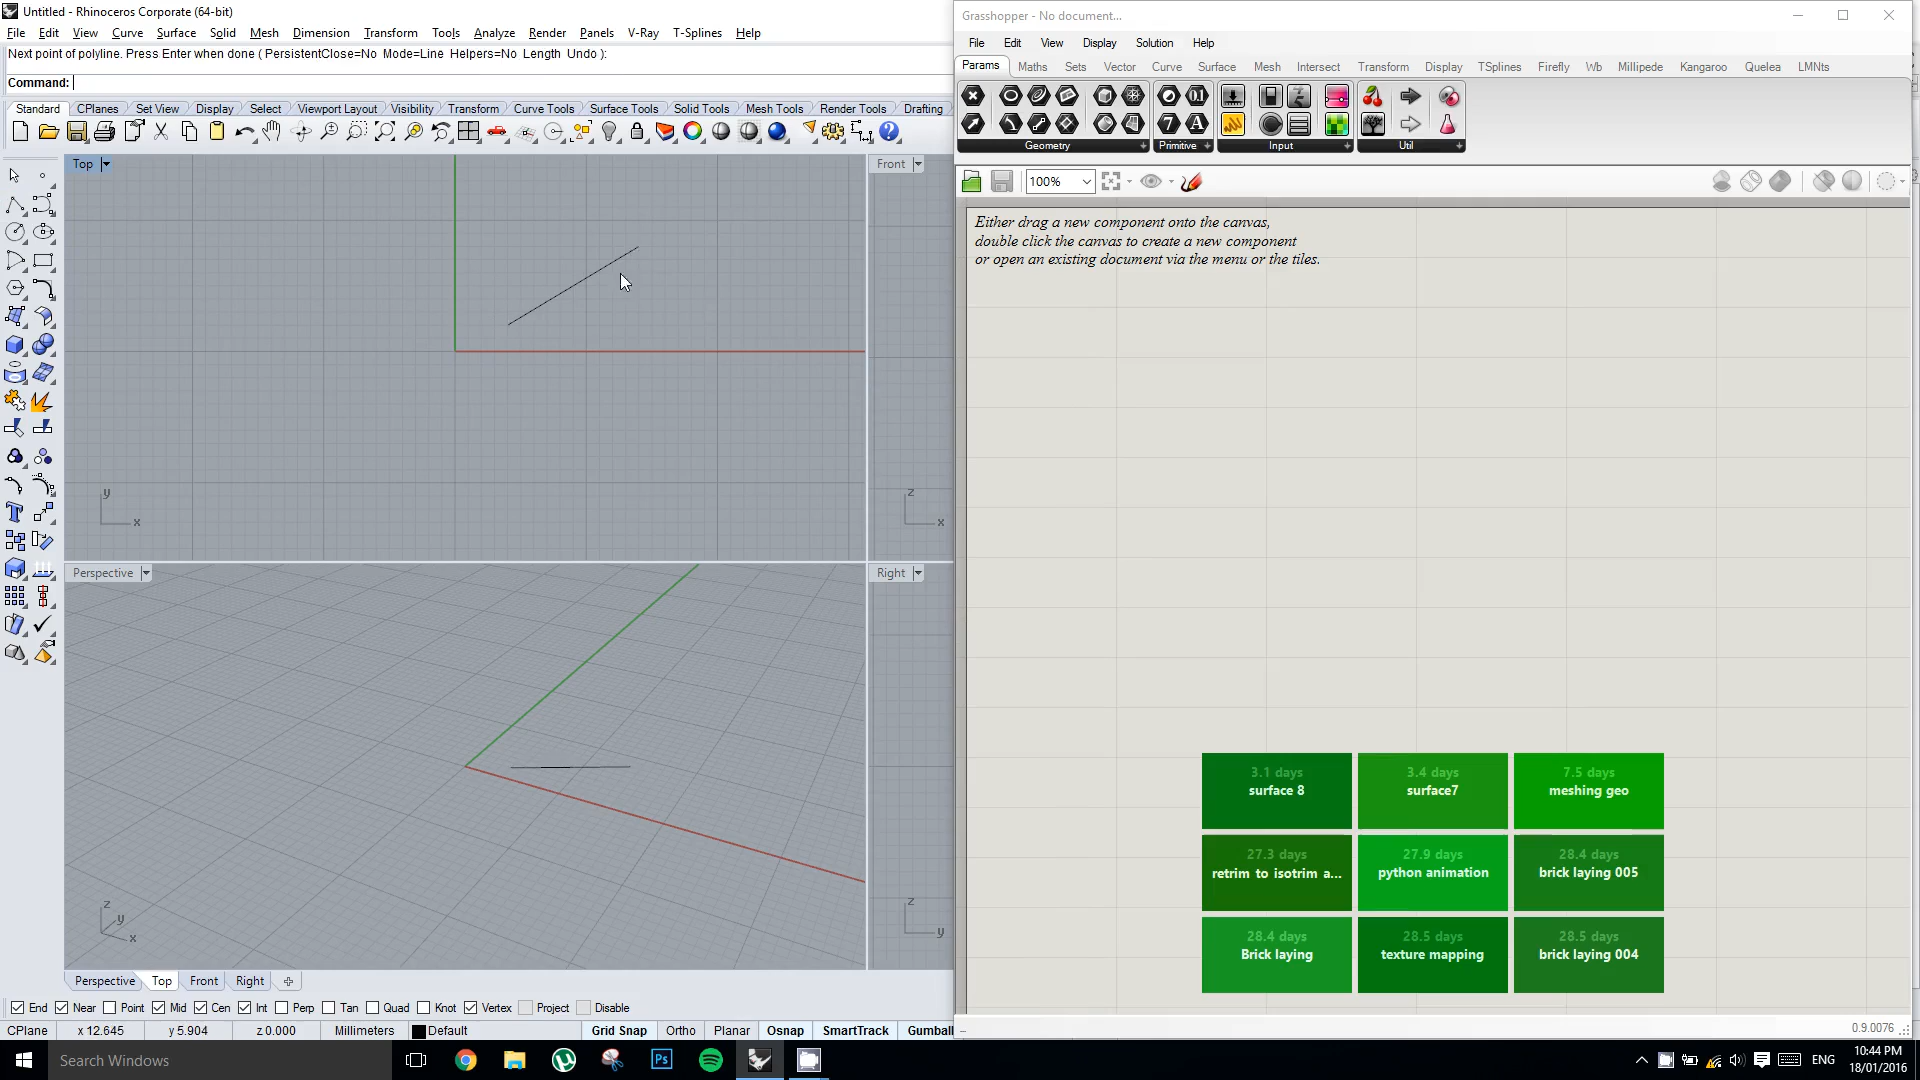 Untitled - Rhinoceros Corporate (64-bit)
File Edit View Curve Surface Solid Mesh Dimension Transform Tools Analyze Render Panels V-Ray T-Splines Help
Next point of polyline. Press Enter when done ( PersistentClose=No Mode=Line Helpers=No Length Undo ):
Command:
Standard CPlanes Set View Display Select Viewport Layout Visibility Transform Curve Tools Surface Tools Solid Tools Mesh Tools Render Tools Drafting
Top
Front
y
x
z
x
Perspective
Right
z
y
x
z
y
Perspective Top Front Right
End Near Point Mid Cen Int Perp Tan Quad Knot Vertex Project Disable
CPlane x 12.645 y 5.904 z 0.000 Millimeters Default Grid Snap Ortho Planar Osnap SmartTrack Gumball
Grasshopper - No document...
File Edit View Display Solution Help
Params Maths Sets Vector Curve Surface Mesh Intersect Transform Display TSplines Firefly Wb Millipede Kangaroo Quelea LMNts
Geometry Primitive Input Util
100%
Either drag a new component onto the canvas,
double click the canvas to create a new component
or open an existing document via the menu or the tiles.
3.1 days
surface 8
3.4 days
surface7
7.5 days
meshing geo
27.3 days
retrim to isotrim a...
27.9 days
python animation
28.4 days
brick laying 005
28.4 days
Brick laying
28.5 days
texture mapping
28.5 days
brick laying 004
0.9.0076
Search Windows
Ps
ENG
10:44 PM
18/01/2016